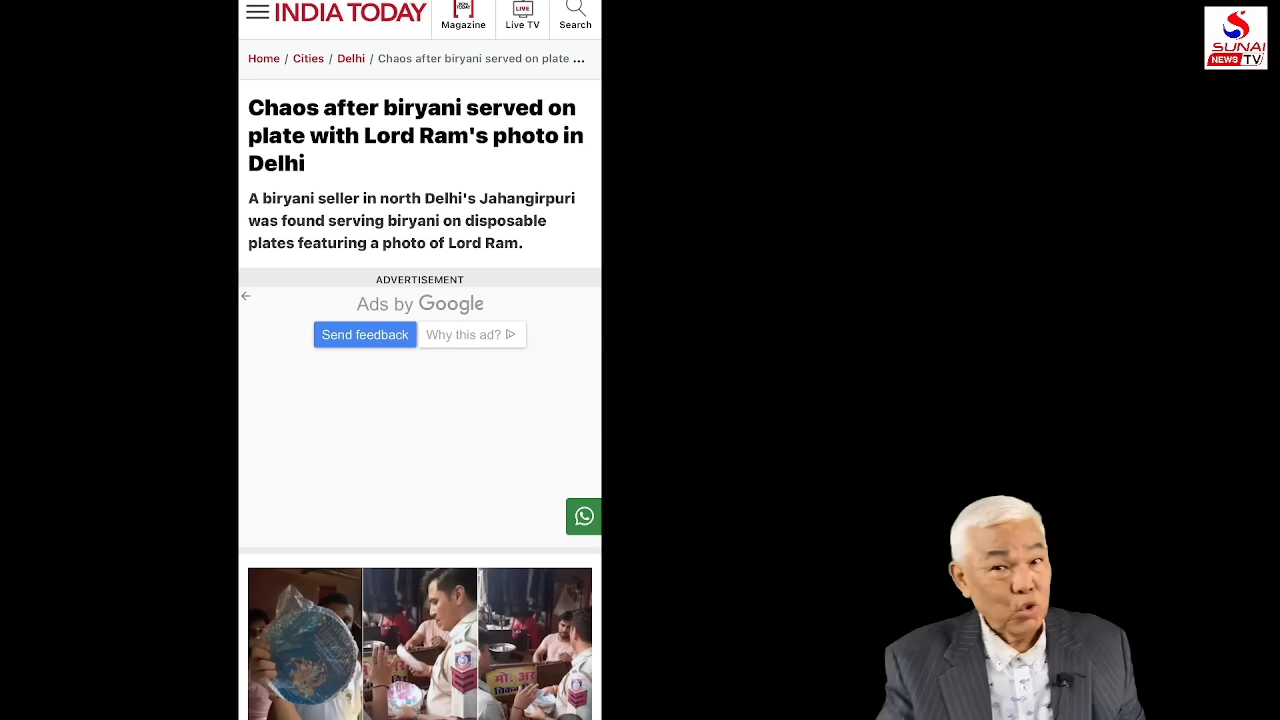 INDIA TODAY
Magazine
LIVE
Live TV
Search
Home / Cities / Delhi / Chaos after biryani served on plate ...
Chaos after biryani served on
plate with Lord Ram's photo in
Delhi
A biryani seller in north Delhi's Jahangirpuri
was found serving biryani on disposable
plates featuring a photo of Lord Ram.
ADVERTISEMENT
Ads by Google
Send feedback
Why this ad?
SUNAI
NEWS TV
मो. अर